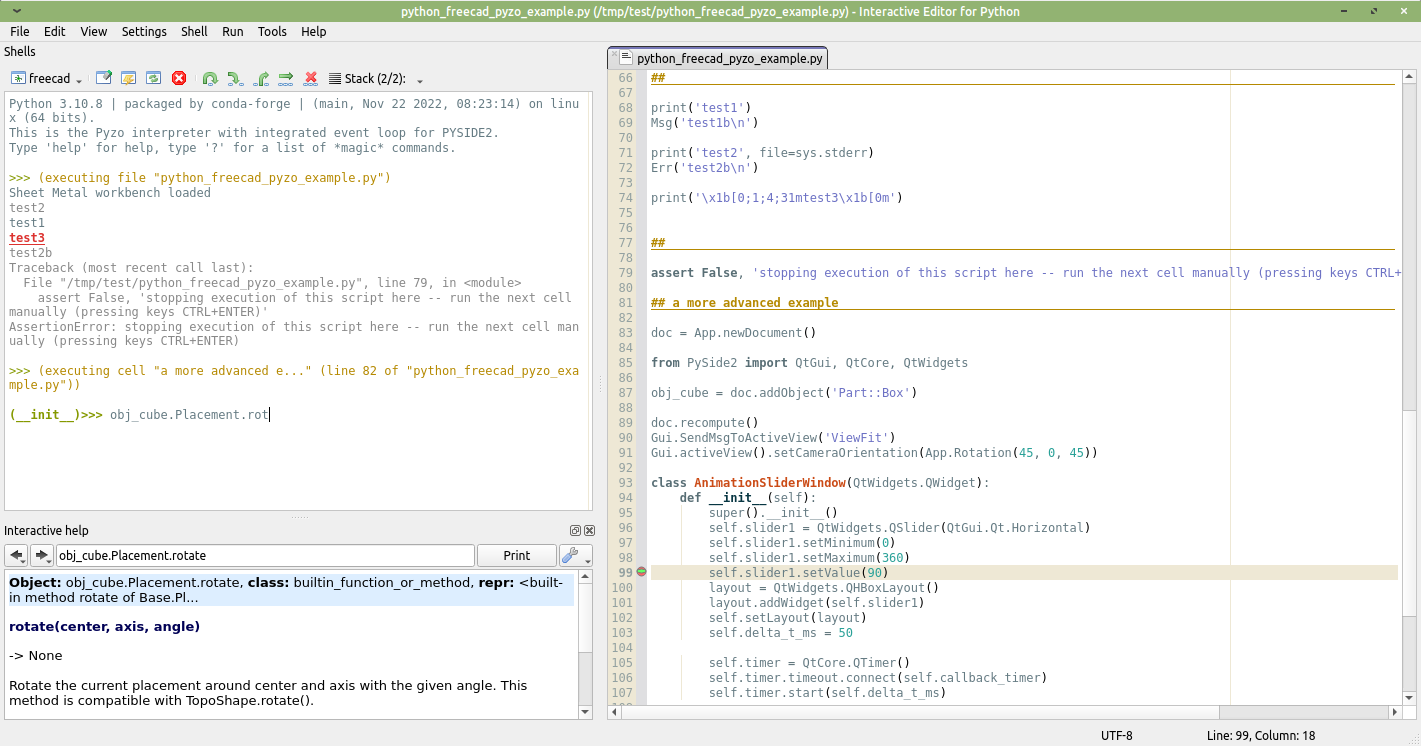 python_freecad_pyzo_example.py (/tmp/test/python_freecad_pyzo_example.py) - Interactive Editor for Python
File Edit View Settings Shell Run Tools Help
Shells
freecad Stack (2/2):
Python 3.10.8 | packaged by conda-forge | (main, Nov 22 2022, 08:23:14) on linu
x (64 bits).
This is the Pyzo interpreter with integrated event loop for PYSIDE2.
Type 'help' for help, type '?' for a list of *magic* commands.
>>> (executing file "python_freecad_pyzo_example.py")
Sheet Metal workbench loaded
test2
test1
test3
test2b
Traceback (most recent call last):
  File "/tmp/test/python_freecad_pyzo_example.py", line 79, in <module>
    assert False, 'stopping execution of this script here -- run the next cell
manually (pressing keys CTRL+ENTER)'
AssertionError: stopping execution of this script here -- run the next cell man
ually (pressing keys CTRL+ENTER)
>>> (executing cell "a more advanced e..." (line 82 of "python_freecad_pyzo_exa
mple.py"))
(__init__)>>> obj_cube.Placement.rot
Interactive help
obj_cube.Placement.rotate Print
Object: obj_cube.Placement.rotate, class: builtin_function_or_method, repr: <built-
in method rotate of Base.Pl...
rotate(center, axis, angle)
-> None
Rotate the current placement around center and axis with the given angle. This
method is compatible with TopoShape.rotate().
python_freecad_pyzo_example.py
66 ##
67
68 print('test1')
69 Msg('test1b\n')
70
71 print('test2', file=sys.stderr)
72 Err('test2b\n')
73
74 print('\x1b[0;1;4;31mtest3\x1b[0m')
75
76
77 ##
78
79 assert False, 'stopping execution of this script here -- run the next cell manually (pressing keys CTRL+
80
81 ## a more advanced example
82
83 doc = App.newDocument()
84
85 from PySide2 import QtGui, QtCore, QtWidgets
86
87 obj_cube = doc.addObject('Part::Box')
88
89 doc.recompute()
90 Gui.SendMsgToActiveView('ViewFit')
91 Gui.activeView().setCameraOrientation(App.Rotation(45, 0, 45))
92
93 class AnimationSliderWindow(QtWidgets.QWidget):
94     def __init__(self):
95         super().__init__()
96         self.slider1 = QtWidgets.QSlider(QtGui.Qt.Horizontal)
97         self.slider1.setMinimum(0)
98         self.slider1.setMaximum(360)
99         self.slider1.setValue(90)
100         layout = QtWidgets.QHBoxLayout()
101         layout.addWidget(self.slider1)
102         self.setLayout(layout)
103         self.delta_t_ms = 50
104
105         self.timer = QtCore.QTimer()
106         self.timer.timeout.connect(self.callback_timer)
107         self.timer.start(self.delta_t_ms)
UTF-8 Line: 99, Column: 18